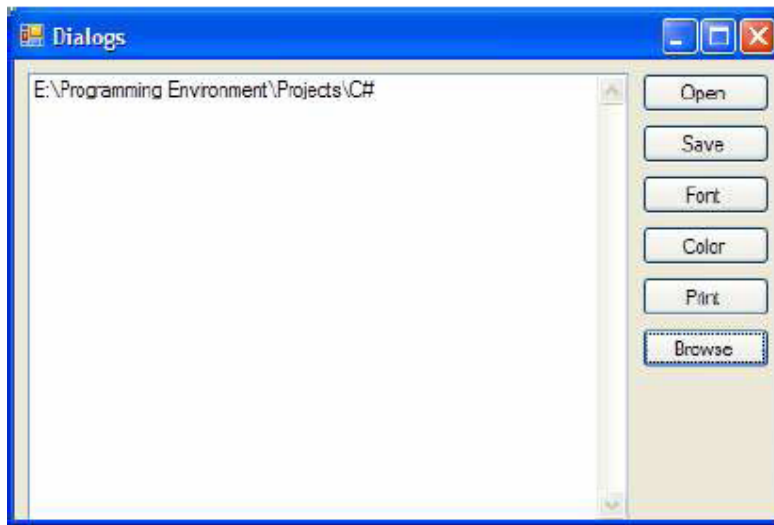 Dialogs
E:\Programming Environment\Projects\C#
Open
Save
Font
Color
Print
Browse